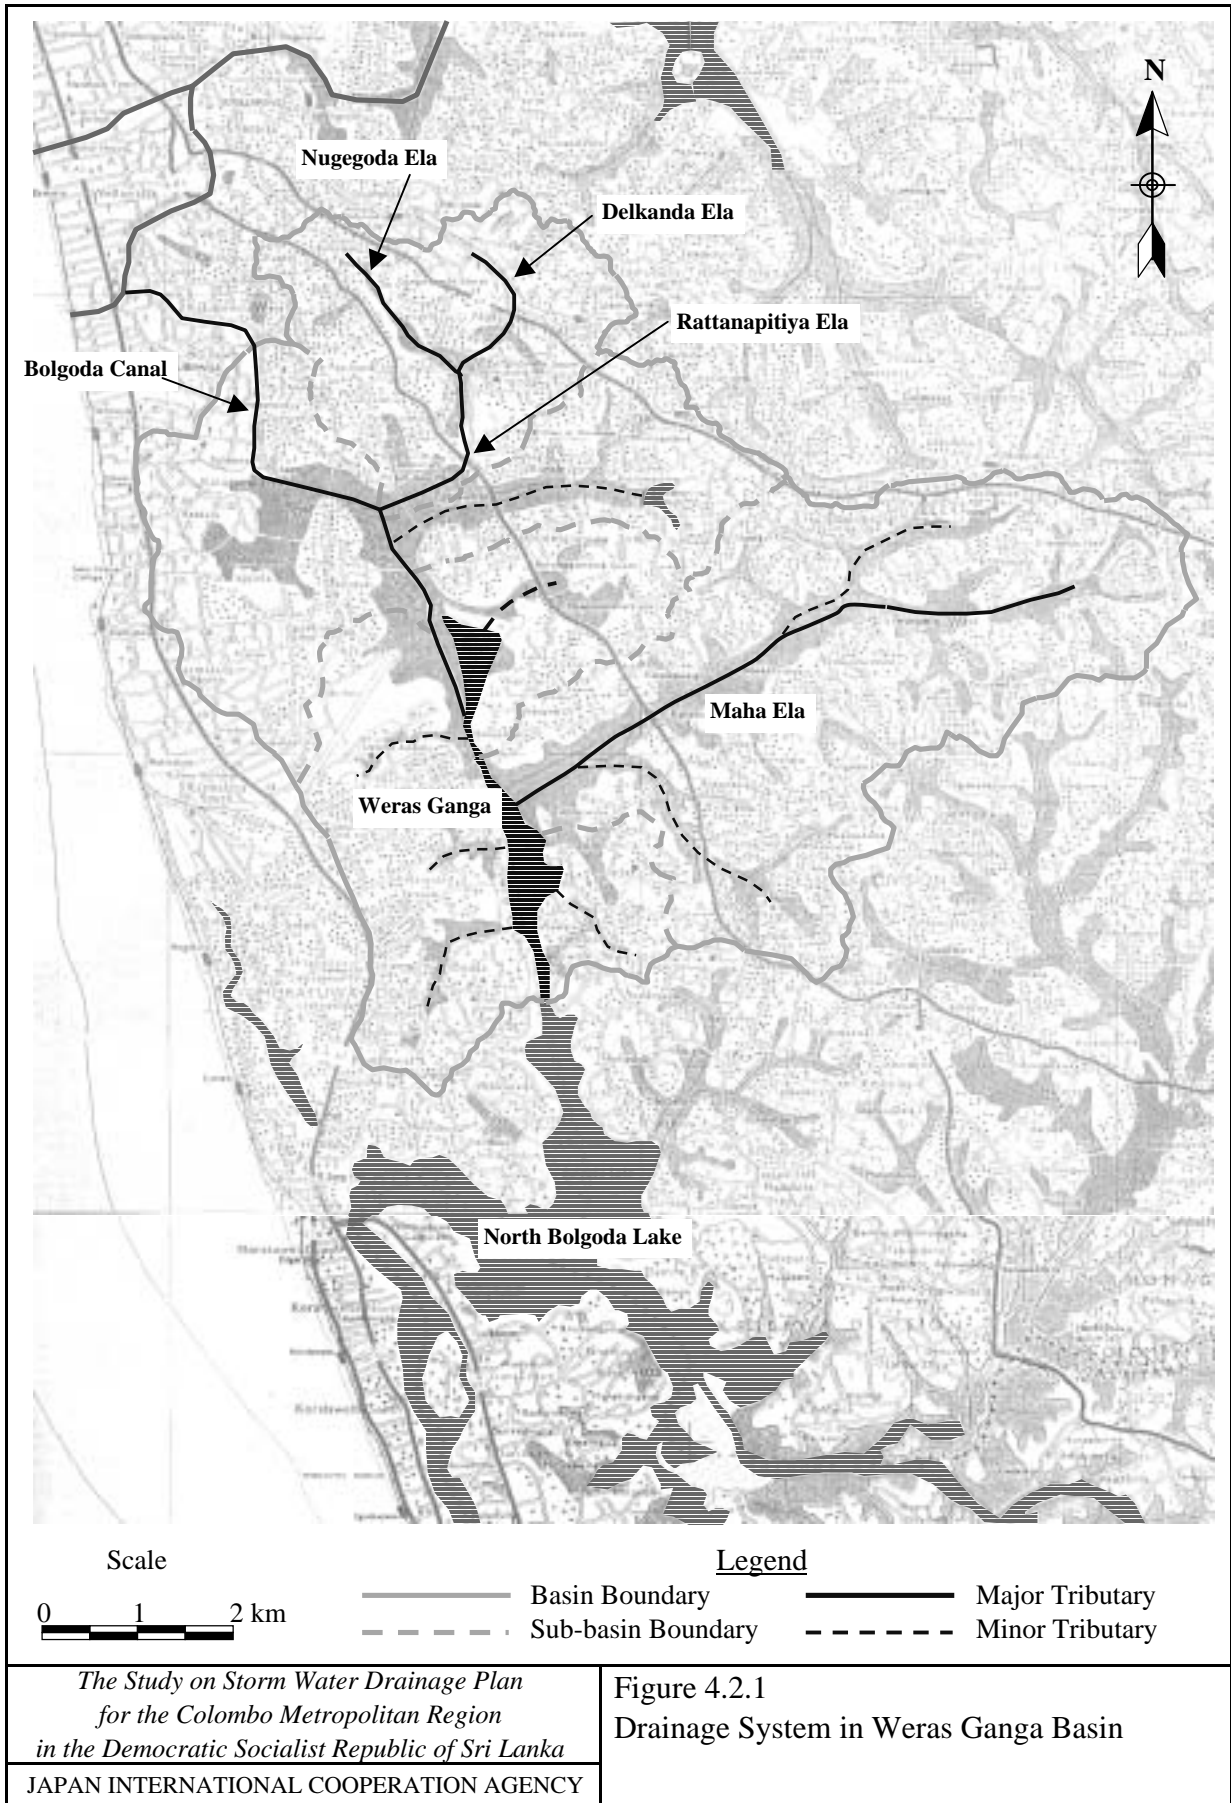 N
Nugegoda Ela
Delkanda Ela
Rattanapitiya Ela
Bolgoda Canal
Maha Ela
Weras Ganga
North Bolgoda Lake
Scale
0 1 2 km
Legend
Basin Boundary
Major Tributary
Sub-basin Boundary
Minor Tributary
The Study on Storm Water Drainage Plan
for the Colombo Metropolitan Region
in the Democratic Socialist Republic of Sri Lanka
JAPAN INTERNATIONAL COOPERATION AGENCY
Figure 4.2.1
Drainage System in Weras Ganga Basin